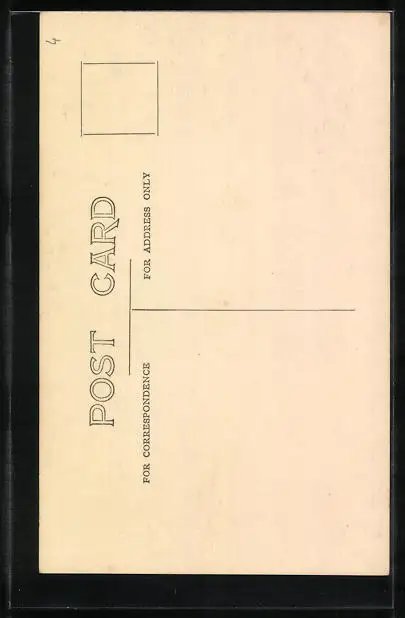 4
POST CARD
FOR CORRESPONDENCE
FOR ADDRESS ONLY